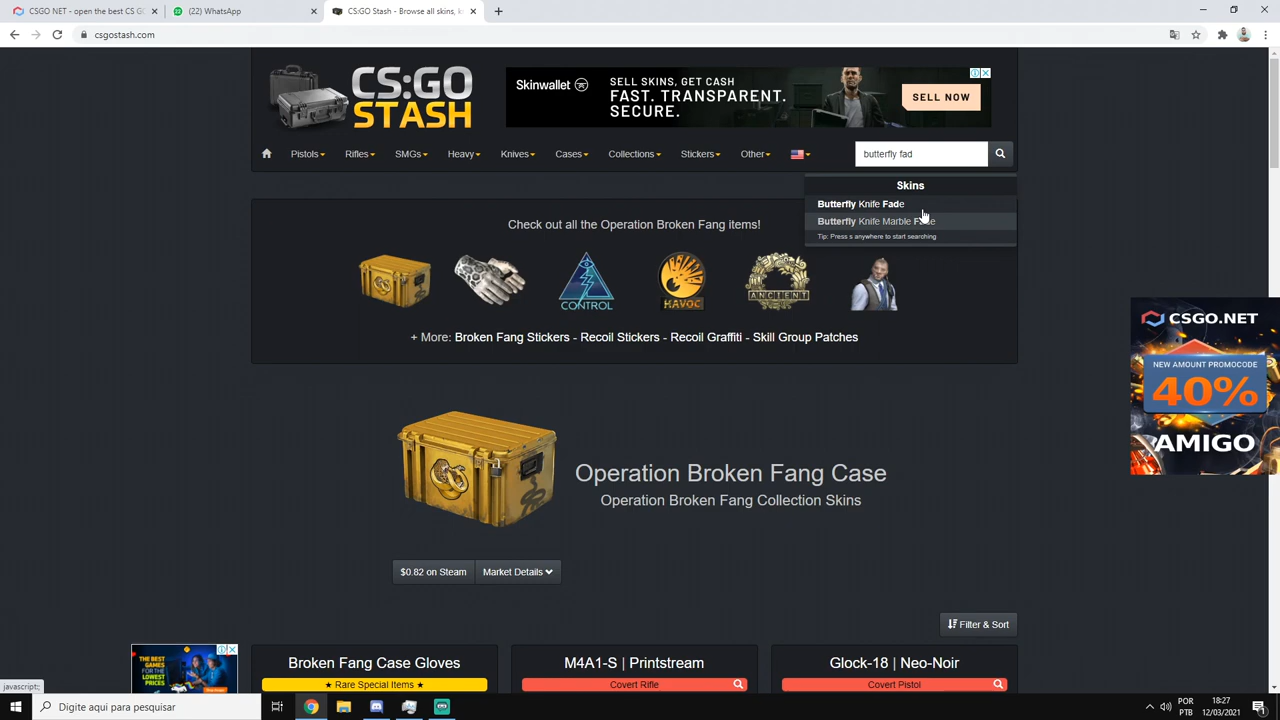 CSGO NET - open the best CS G
(22) WhatsApp
CS:GO Stash - Browse all skins, k
csgostash.com
CS:GO
STASH
Skinwallet
SELL SKINS, GET CASH
FAST. TRANSPARENT.
SECURE.
SELL NOW
Pistols
Rifles
SMGs
Heavy
Knives
Cases
Collections
Stickers
Other
butterfly fad
Skins
Butterfly Knife Fade
Butterfly Knife Marble Fade
Tip: Press s anywhere to start searching
Check out all the Operation Broken Fang items!
CONTROL
HAVOC
ANCIENT
+ More: Broken Fang Stickers - Recoil Stickers - Recoil Graffiti - Skill Group Patches
CSGO.NET
NEW AMOUNT PROMOCODE
40%
AMIGO
Operation Broken Fang Case
Operation Broken Fang Collection Skins
$0.82 on Steam
Market Details
Filter & Sort
THE BEST
GAMES FOR THE
LOWEST PRICES
Broken Fang Case Gloves
★ Rare Special Items ★
M4A1-S | Printstream
Covert Rifle
Glock-18 | Neo-Noir
Covert Pistol
javascript:;
Digite aqui para pesquisar
POR
PTB
18:27
12/03/2021